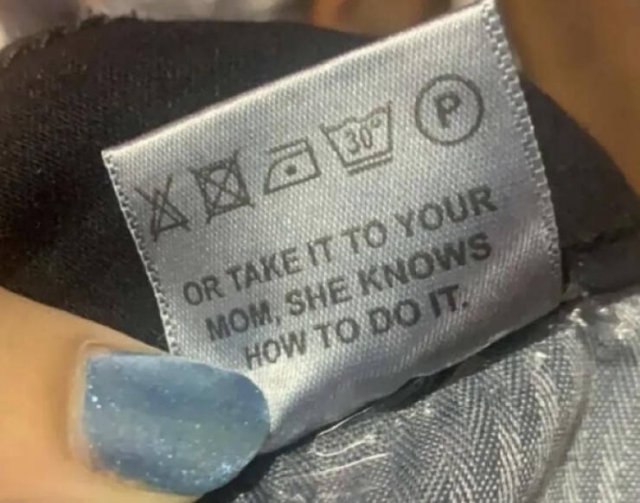 30° P
OR TAKE IT TO YOUR
MOM, SHE KNOWS
HOW TO DO IT.